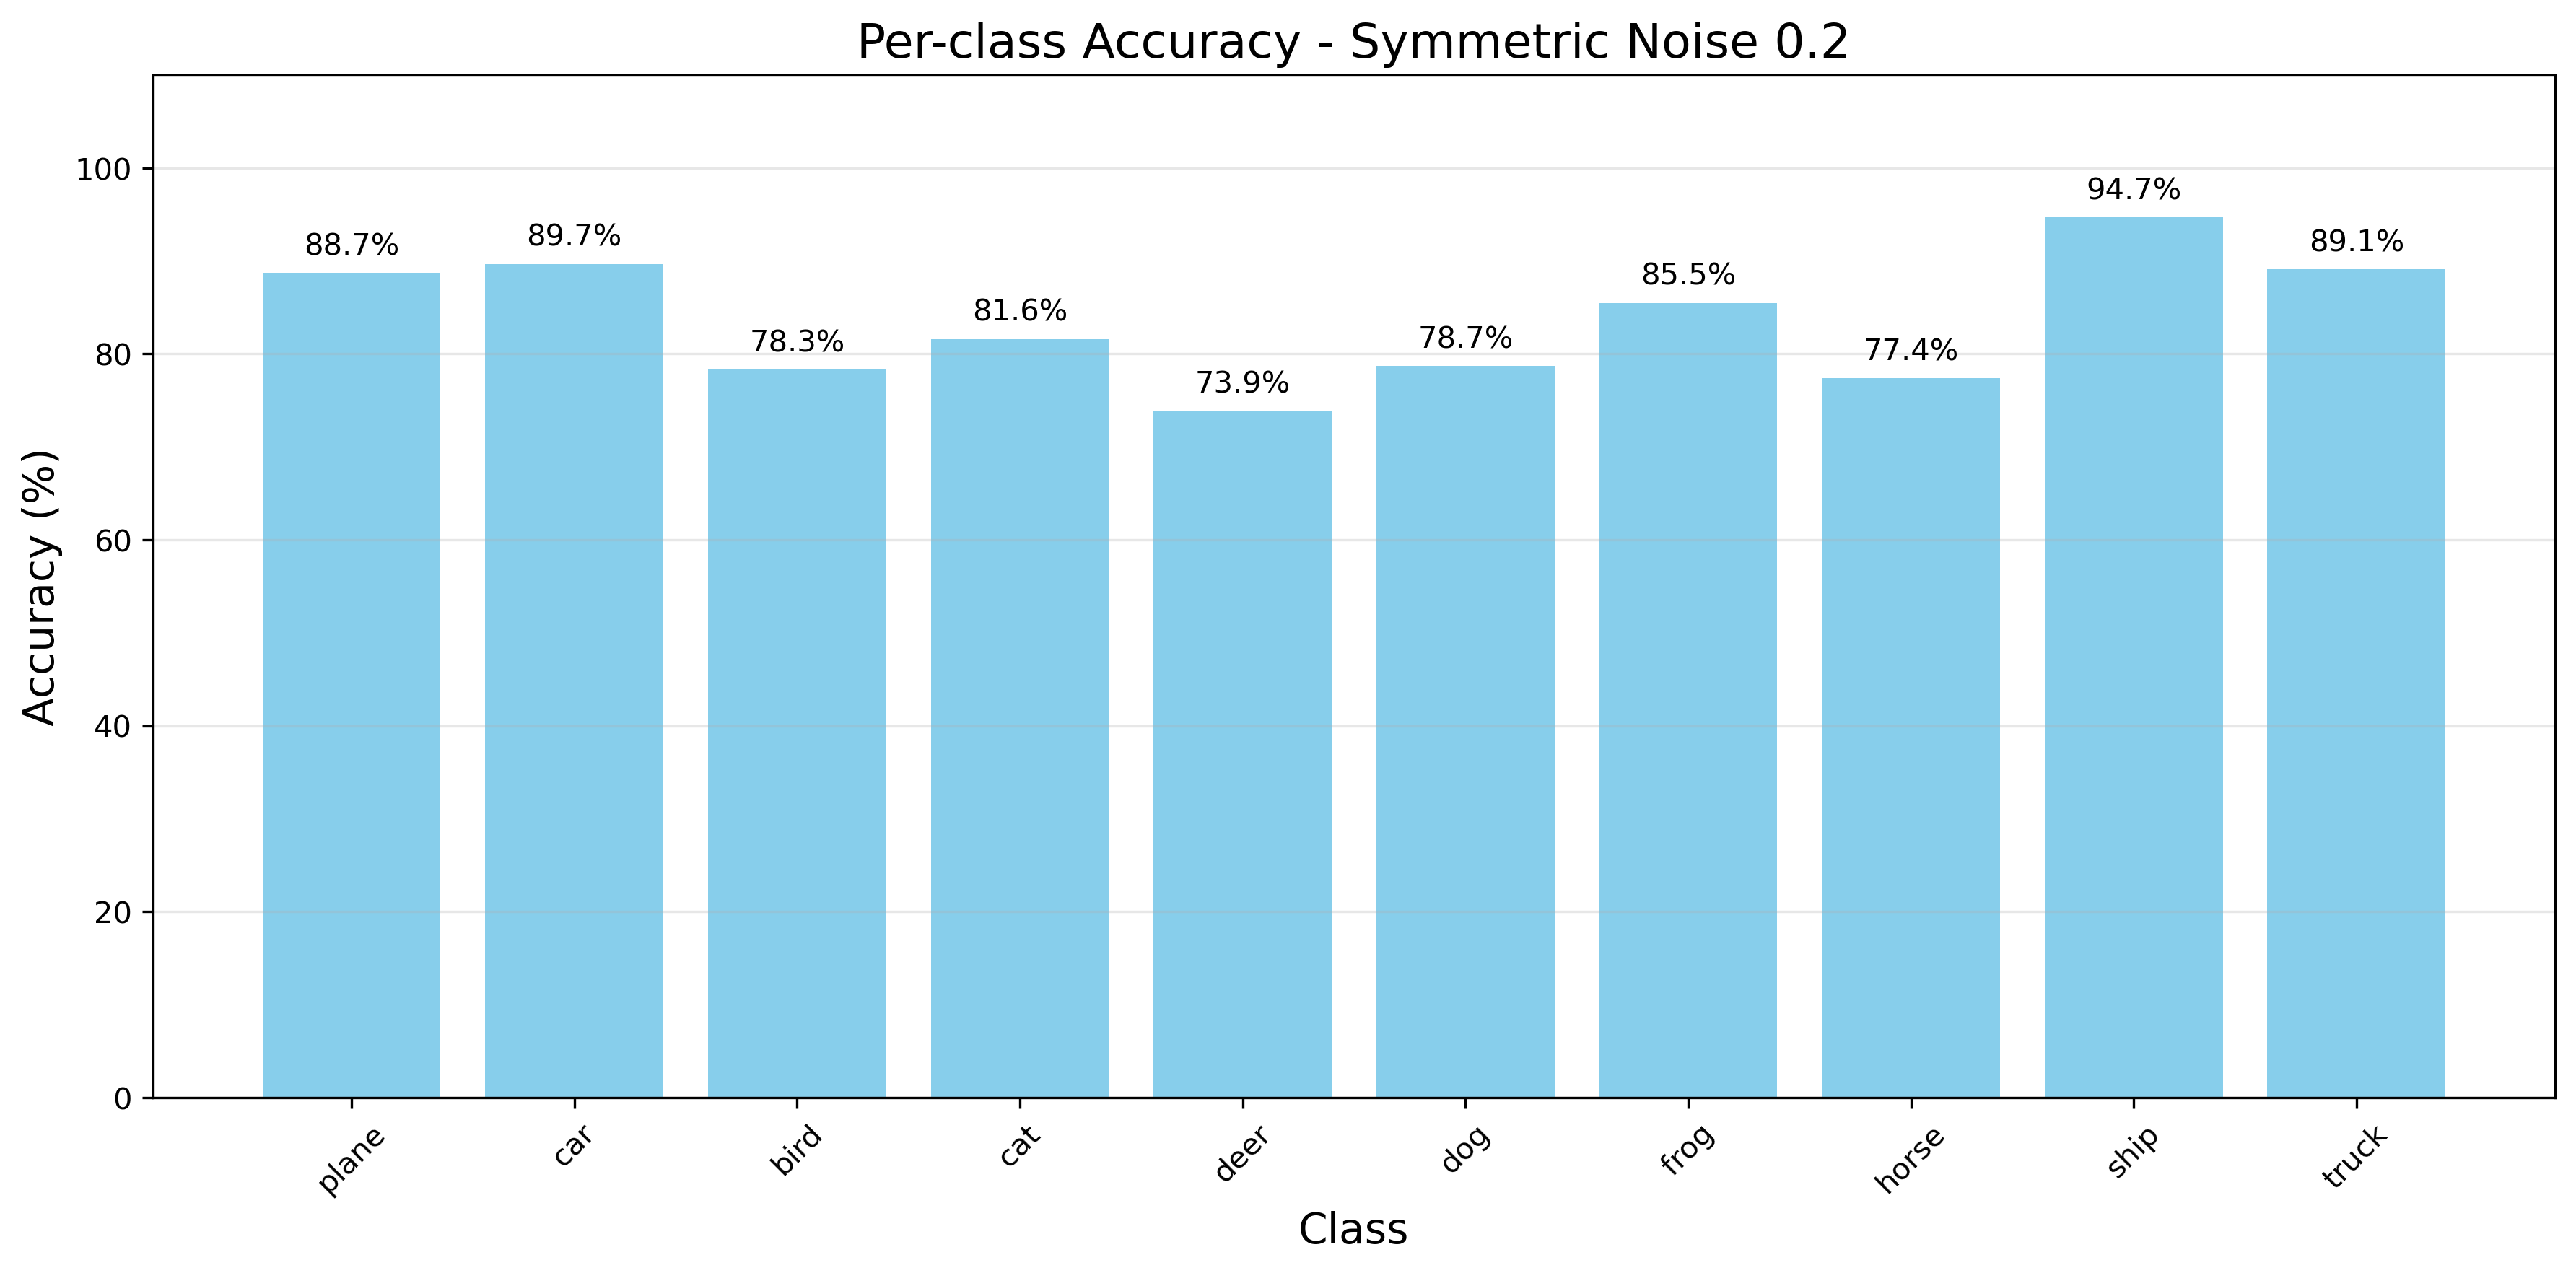 Per-class Accuracy - Symmetric Noise 0.2
Accuracy (%)
100
80
60
40
20
0
88.7%
89.7%
78.3%
81.6%
73.9%
78.7%
85.5%
77.4%
94.7%
89.1%
plane
car
bird
cat
deer
dog
frog
horse
ship
truck
Class